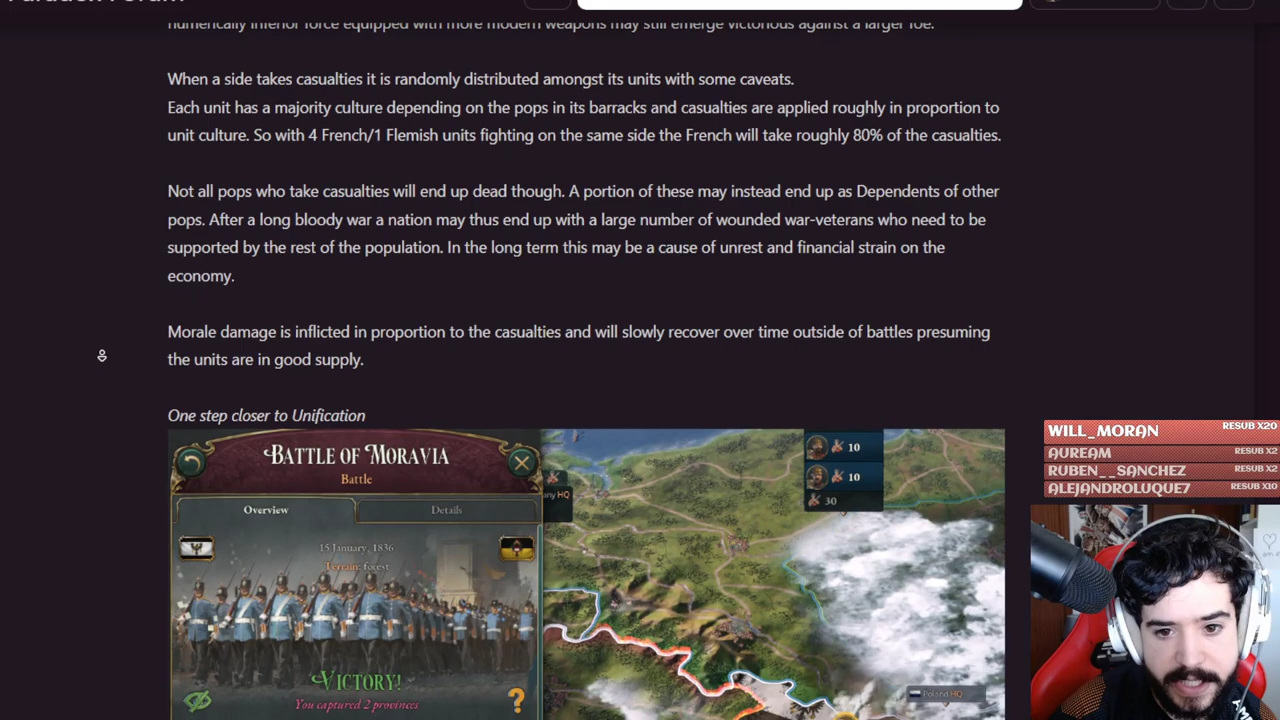 numerically inferior force equipped with more modern weapons may still emerge victorious against a larger foe.
When a side takes casualties it is randomly distributed amongst its units with some caveats.
Each unit has a majority culture depending on the pops in its barracks and casualties are applied roughly in proportion to
unit culture. So with 4 French/1 Flemish units fighting on the same side the French will take roughly 80% of the casualties.
Not all pops who take casualties will end up dead though. A portion of these may instead end up as Dependents of other
pops. After a long bloody war a nation may thus end up with a large number of wounded war-veterans who need to be
supported by the rest of the population. In the long term this may be a cause of unrest and financial strain on the
economy.
Morale damage is inflicted in proportion to the casualties and will slowly recover over time outside of battles presuming
the units are in good supply.
One step closer to Unification
BATTLE OF MORAVIA
Battle
Overview
Details
15 January, 1836
Terrain: forest
VICTORY!
You captured 2 provinces
?
any HQ
10
10
30
Poland HQ
WILL_MORAN RESUB X20
AUREAM RESUB X2
RUBEN__SANCHEZ RESUB X2
ALEJANDROLUQUE7 RESUB X10